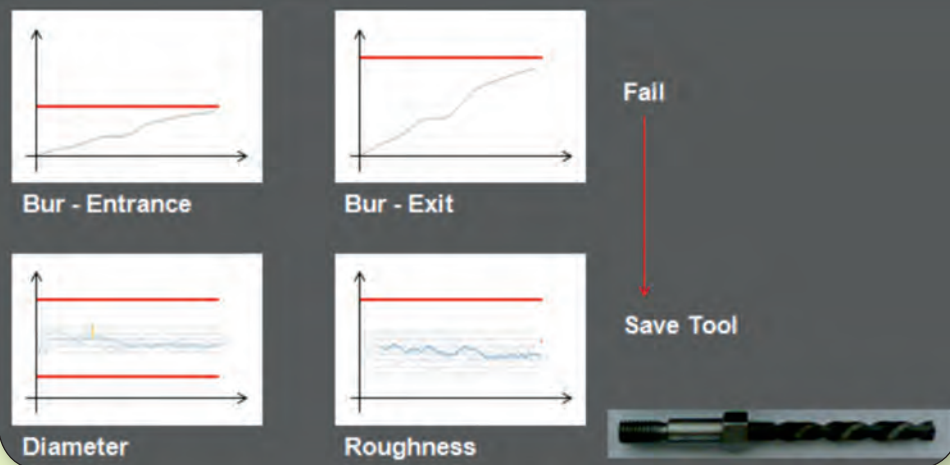 Fail
Bur - Entrance
Bur - Exit
Diameter
Roughness
Save Tool